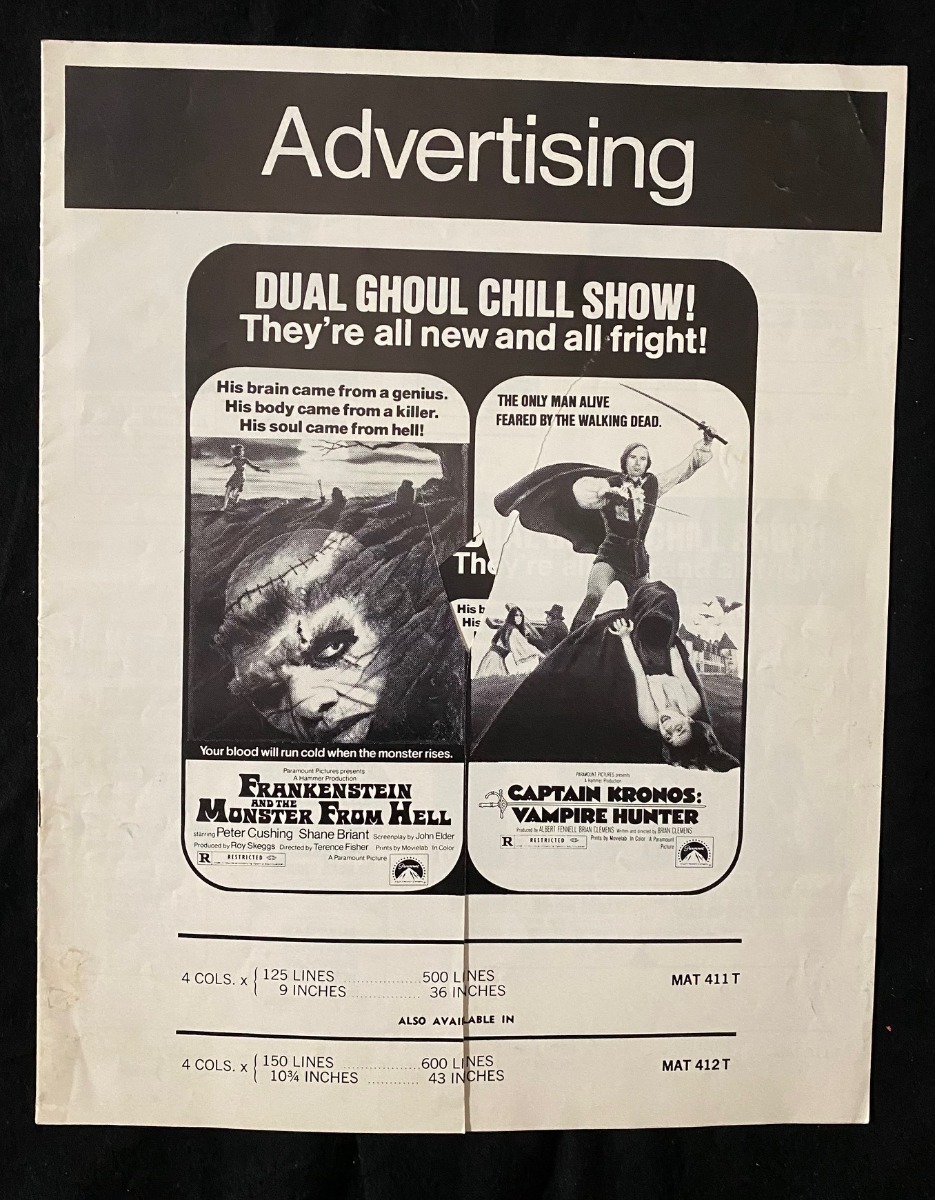 Advertising
DUAL GHOUL CHILL SHOW!
They're all new and all fright!
His brain came from a genius.
His body came from a killer.
His soul came from hell!
Your blood will run cold when the monster rises.
Paramount Pictures presents
A Hammer Production
FRANKENSTEIN
AND THE
MONSTER FROM HELL
starring Peter Cushing Shane Briant Screenplay by John Elder
Produced by Roy Skeggs Directed by Terence Fisher Prints by Movielab In Color
R RESTRICTED
A Paramount Picture
Paramount
THE ONLY MAN ALIVE
FEARED BY THE WALKING DEAD.
The
His b
His
PARAMOUNT PICTURES presents
A Hammer Production
CAPTAIN KRONOS:
VAMPIRE HUNTER
Produced by ALBERT FENNELL BRIAN CLEMENS Written and Directed by BRIAN CLEMENS
R RESTRICTED
Prints by Movielab In Color A Paramount
Picture
Paramount
4 COLS. x { 125 LINES ................ 500 LINES MAT 411 T
9 INCHES ............. 36 INCHES
ALSO AVAILABLE IN
4 COLS. x { 150 LINES ................ 600 LINES MAT 412 T
10¾ INCHES ............ 43 INCHES